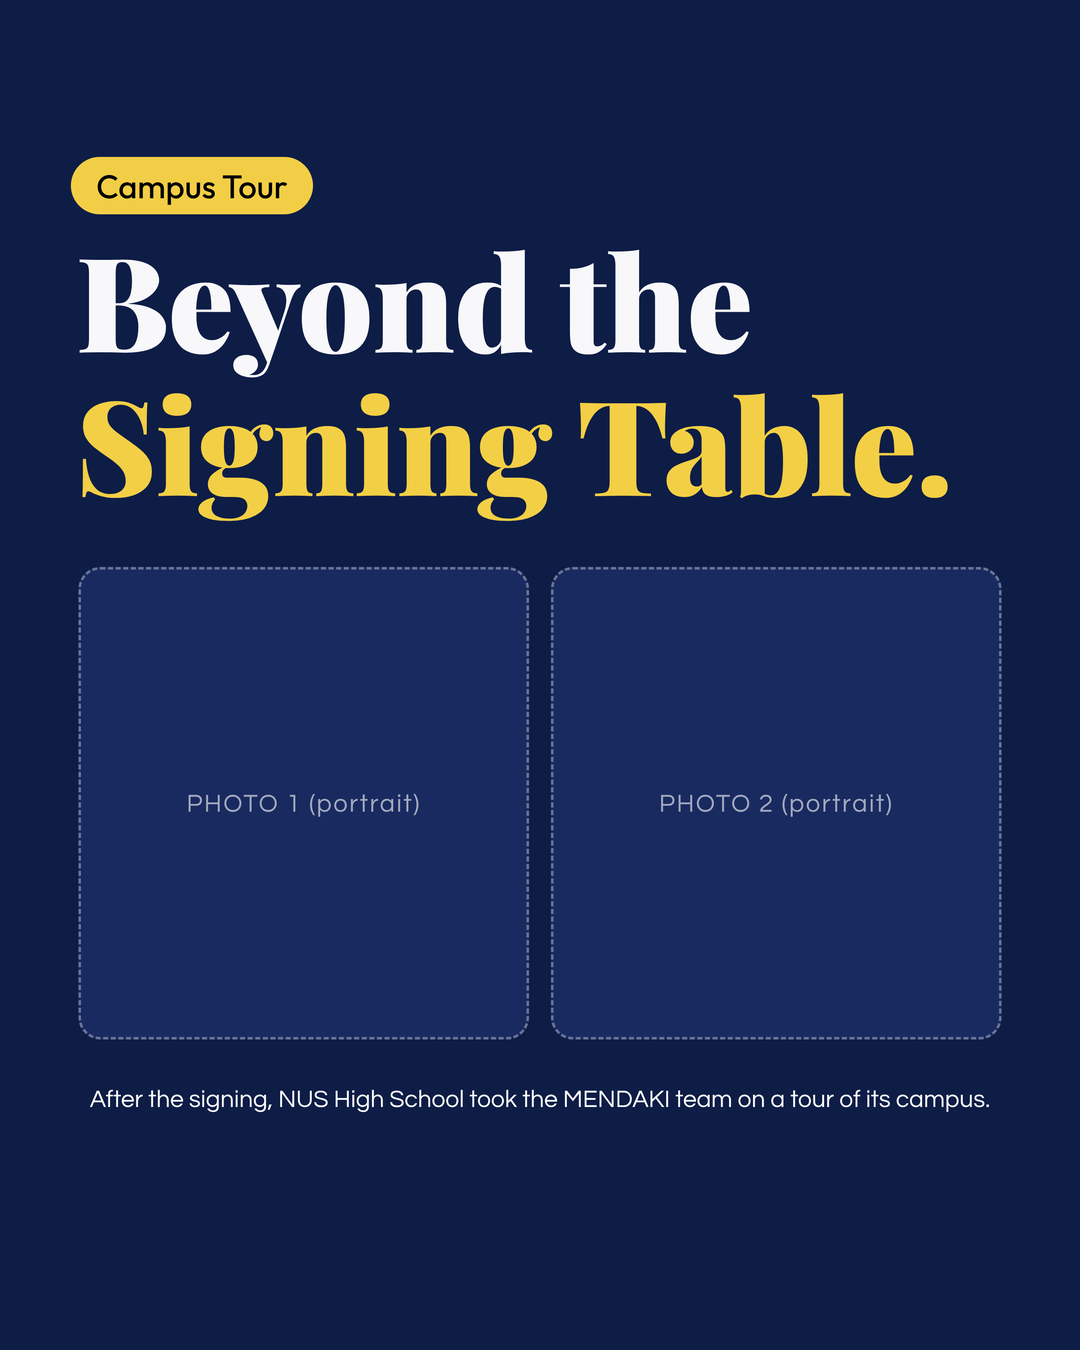 Campus Tour
Beyond the
Signing Table.
PHOTO 1 (portrait)
PHOTO 2 (portrait)
After the signing, NUS High School took the MENDAKI team on a tour of its campus.